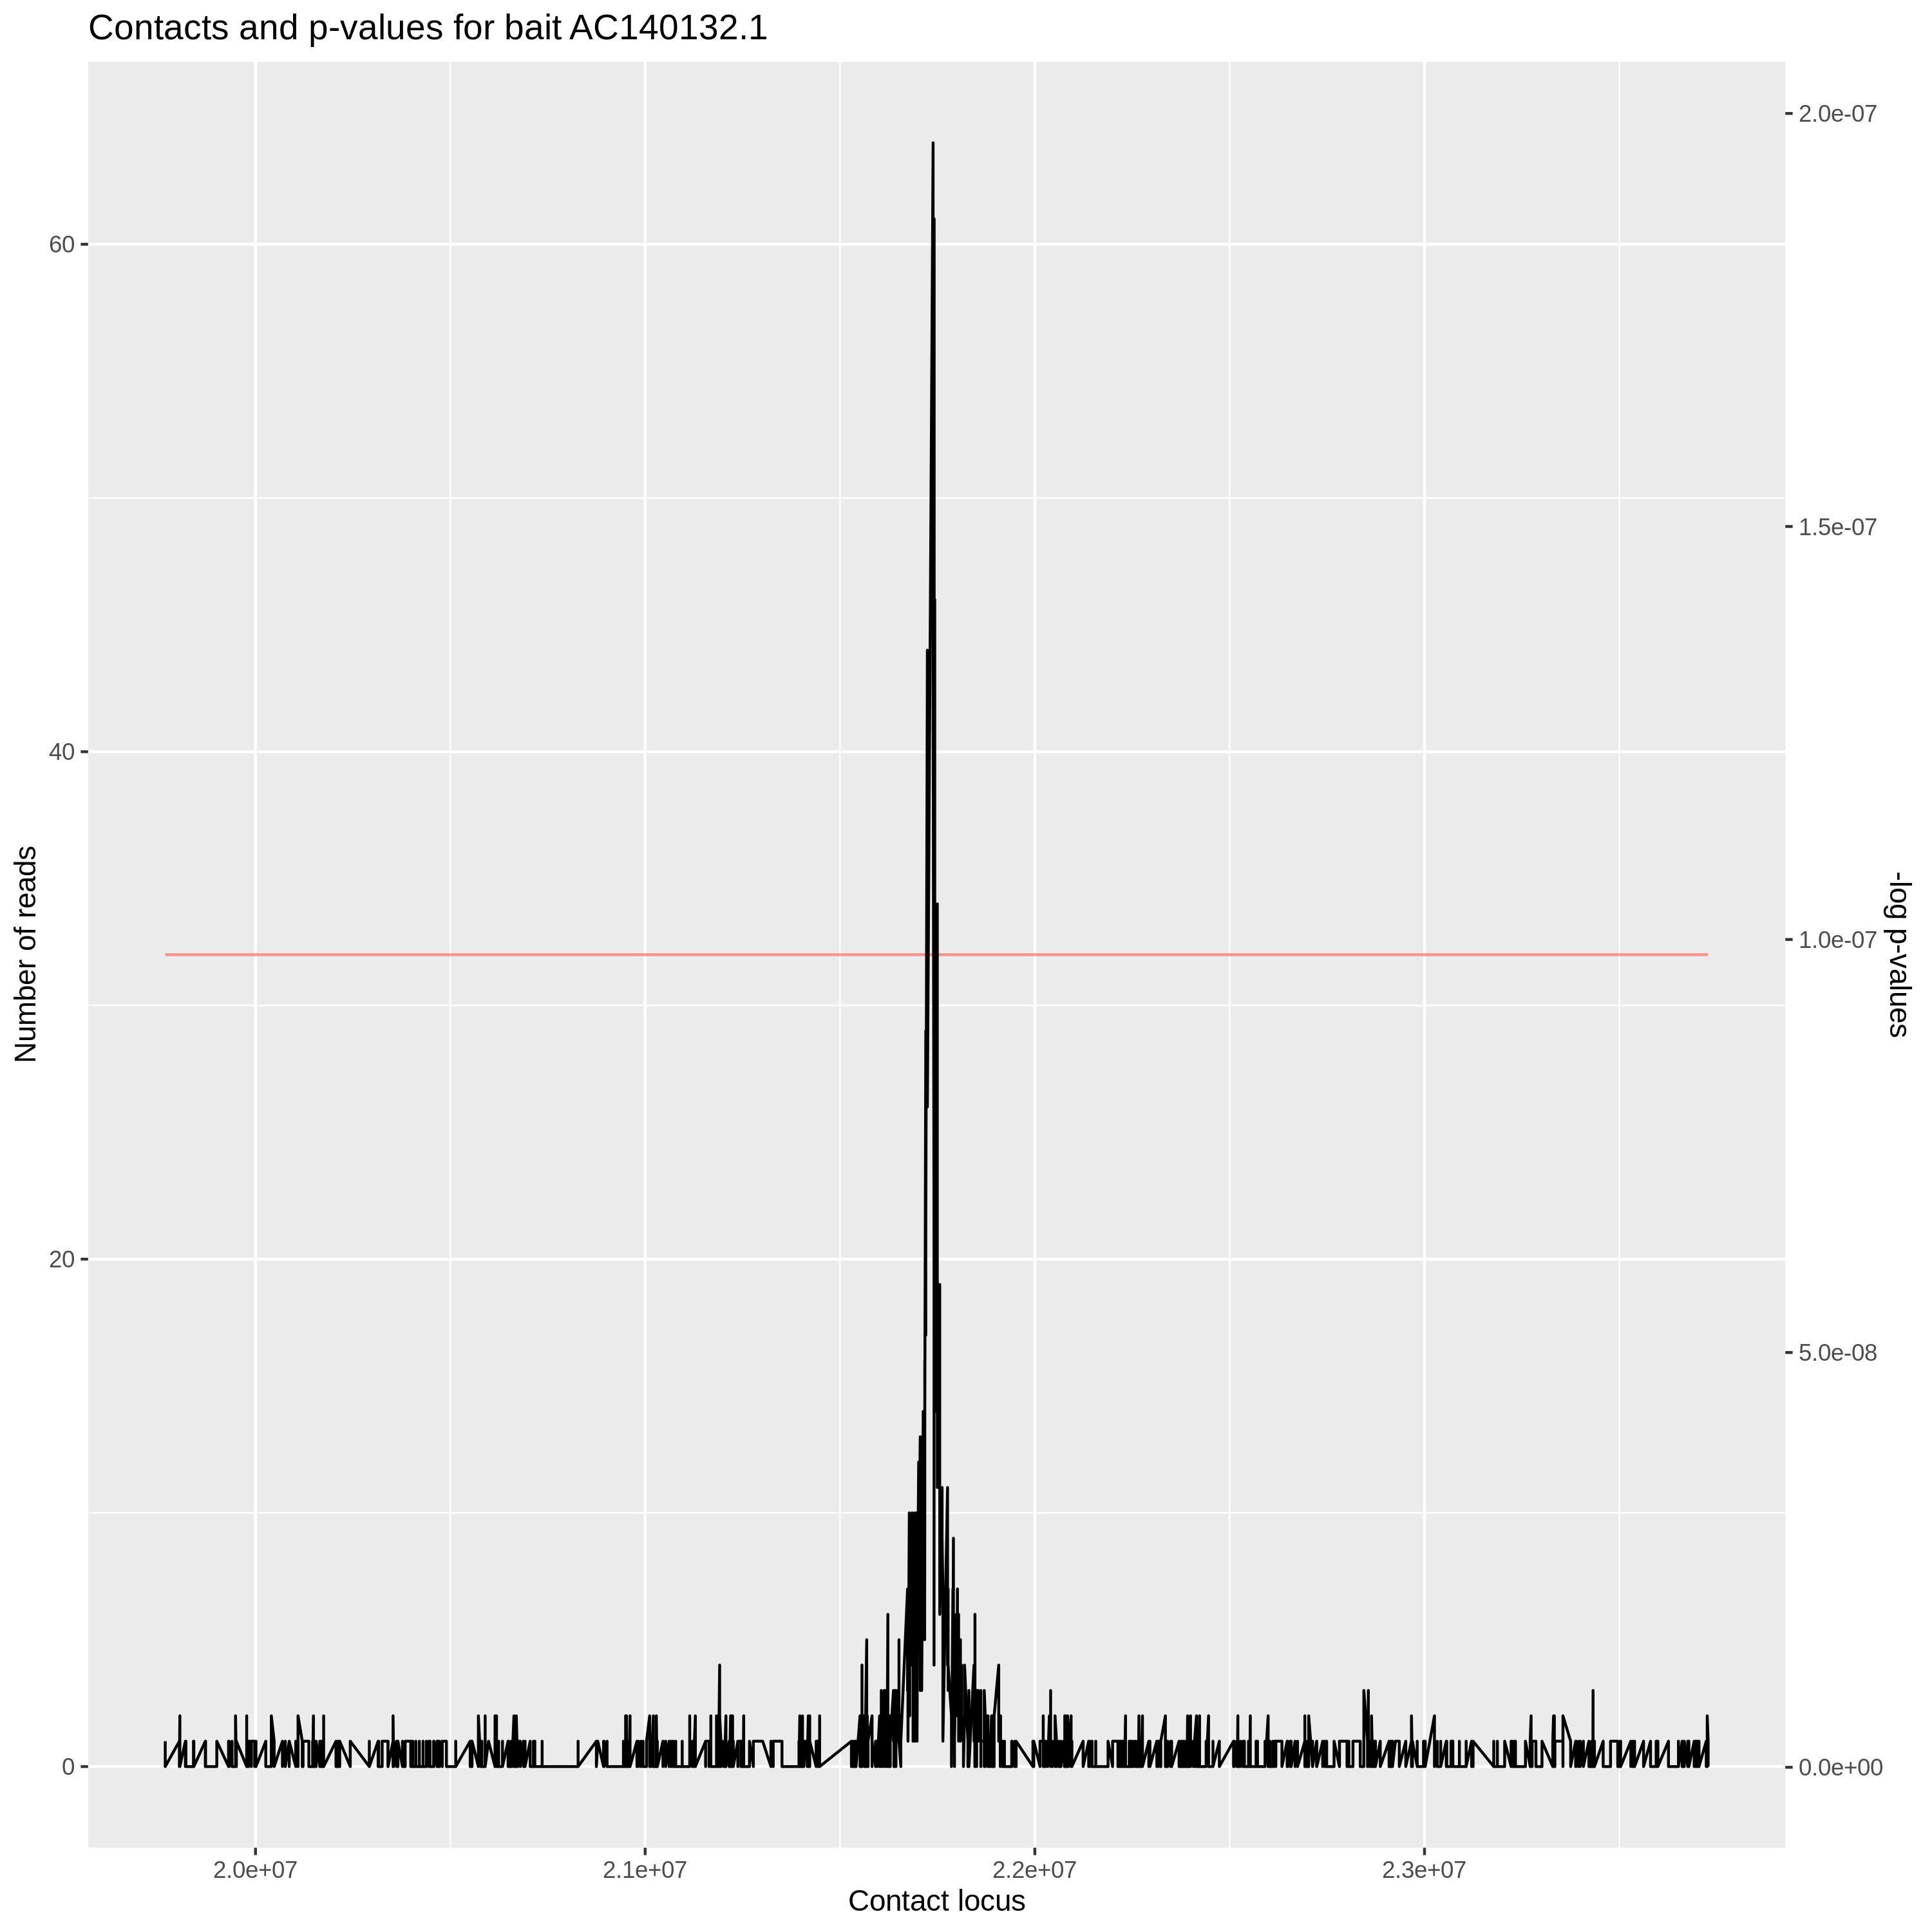 Contacts and p-values for bait AC140132.1
60
40
20
0
Number of reads
2.0e-07
1.5e-07
1.0e-07
5.0e-08
0.0e+00
-log p-values
2.0e+07
2.1e+07
2.2e+07
2.3e+07
Contact locus